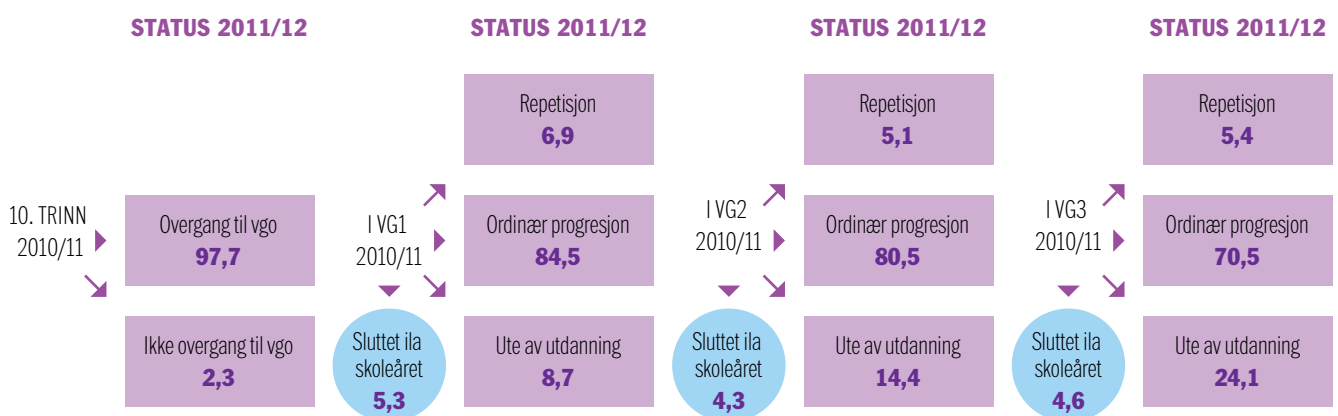 STATUS 2011/12
STATUS 2011/12
STATUS 2011/12
STATUS 2011/12
10. TRINN
2010/11
Overgang til vgo
97,7
Ikke overgang til vgo
2,3
I VG1
2010/11
Sluttet ila
skoleåret
5,3
Repetisjon
6,9
Ordinær progresjon
84,5
Ute av utdanning
8,7
I VG2
2010/11
Sluttet ila
skoleåret
4,3
Repetisjon
5,1
Ordinær progresjon
80,5
Ute av utdanning
14,4
I VG3
2010/11
Sluttet ila
skoleåret
4,6
Repetisjon
5,4
Ordinær progresjon
70,5
Ute av utdanning
24,1